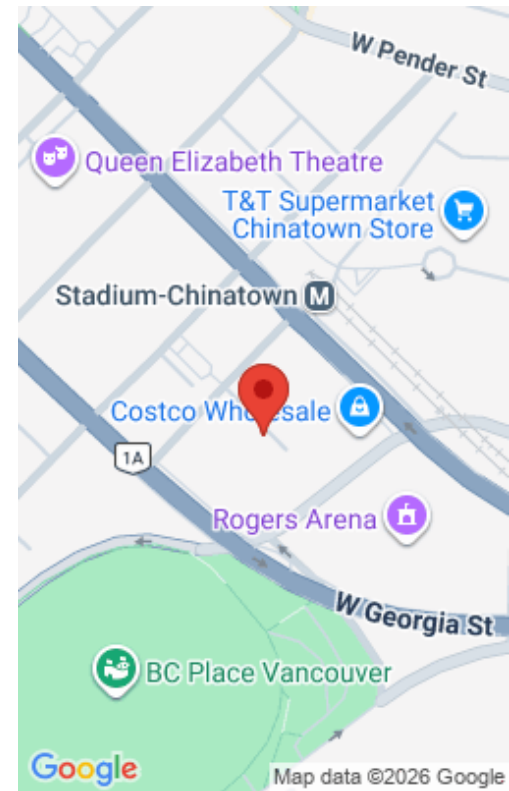 W Pender St
Queen Elizabeth Theatre
T&T Supermarket
Chinatown Store
Stadium-Chinatown M
Costco Wholesale
1A
Rogers Arena
W Georgia St
BC Place Vancouver
Google
Map data ©2026 Google